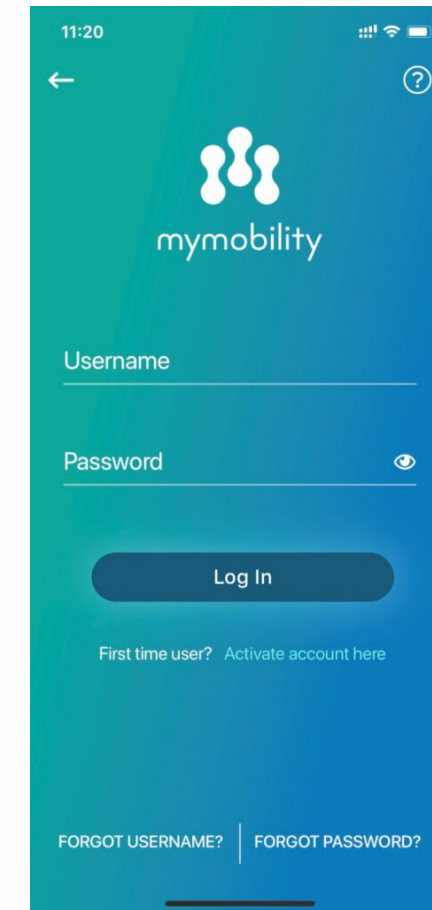 11:20
mymobility
Username
Password
Log In
First time user? Activate account here
FORGOT USERNAME? FORGOT PASSWORD?